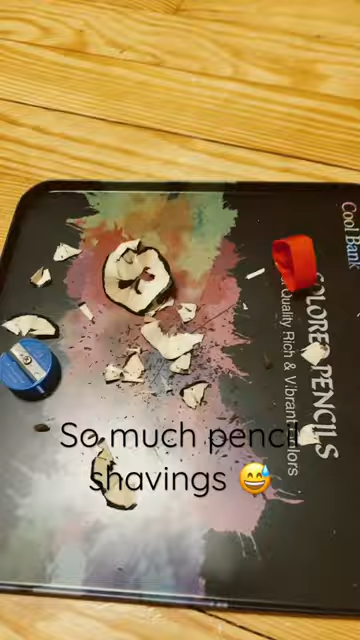 Cool Bank
COLORED PENCILS
Quality Rich & Vibrant Colors
So much pencil
shavings 😅